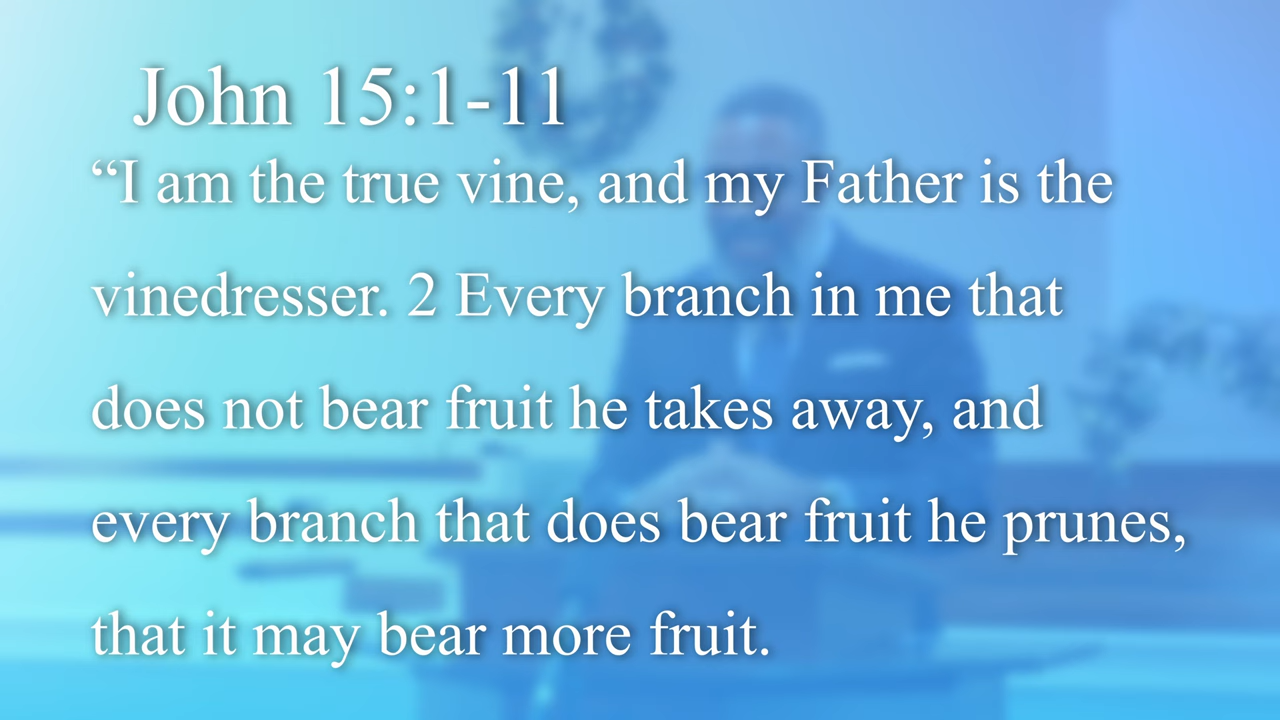 John 15:1-11
“I am the true vine, and my Father is the
vinedresser. 2 Every branch in me that
does not bear fruit he takes away, and
every branch that does bear fruit he prunes,
that it may bear more fruit.